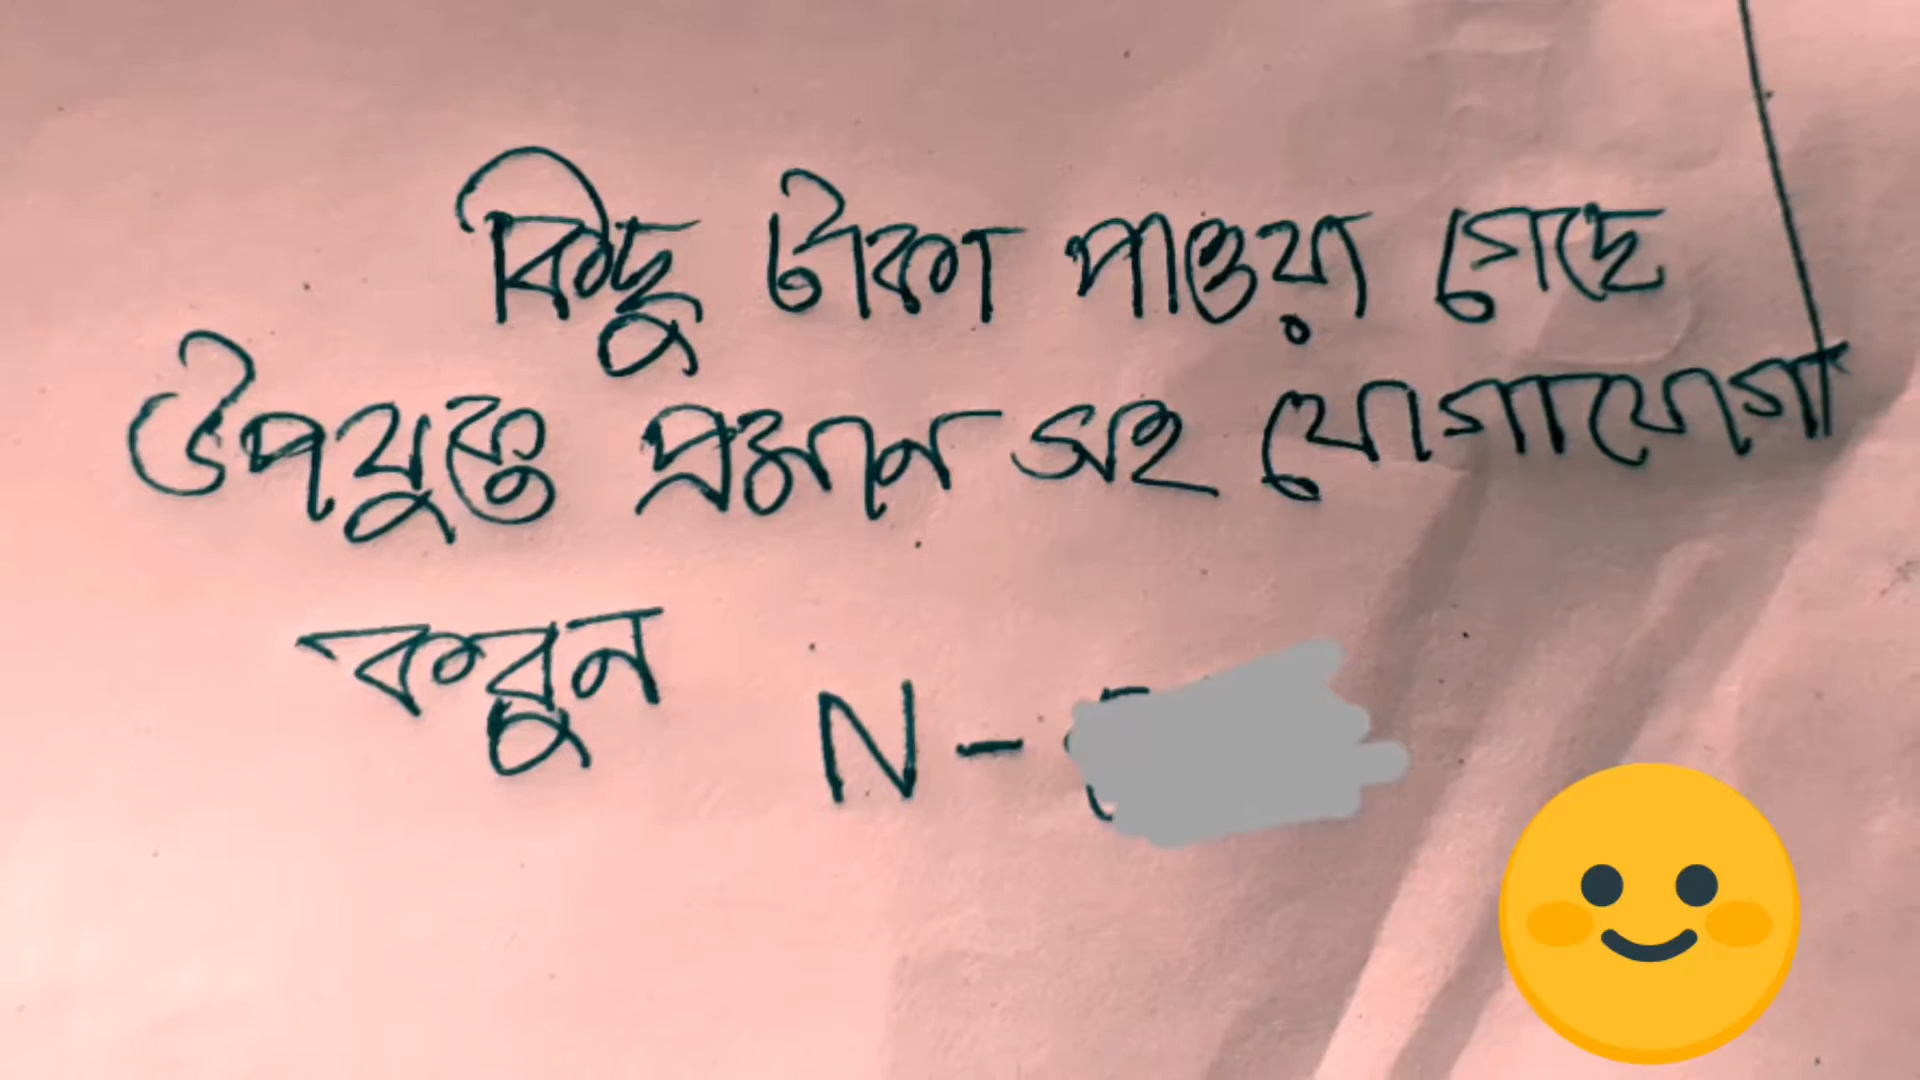 কিছু টাকা পাওয়া গেছে
উপযুক্ত প্রমান সহ যোগাযোগ
করুন N -